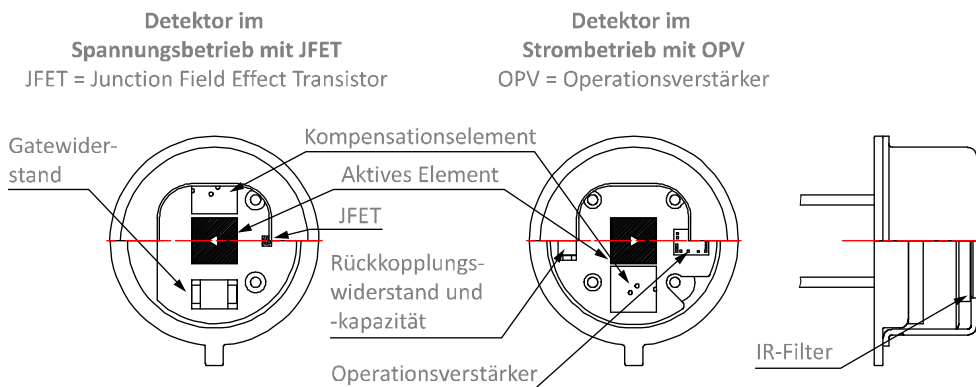 Detektor im
Spannungsbetrieb mit JFET
JFET = Junction Field Effect Transistor
Detektor im
Strombetrieb mit OPV
OPV = Operationsverstärker
Gatewider-
stand
Kompensationselement
Aktives Element
JFET
Rückkopplungs-
widerstand und
-kapazität
Operationsverstärker
IR-Filter